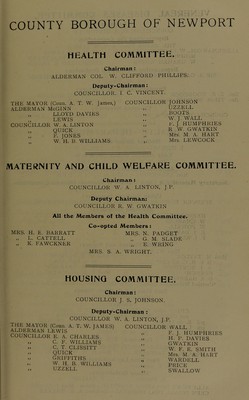 COUNTY BOROUGH OF NEWPORT
HEALTH COMMITTEE.
Chairman:
ALDERMAN COL. W. CLIFFORD PHILLIPS.
Deputy-Chairman:
COUNCILLOR I. C. VINCENT.
THE MAYOR (Coun. A. T. W. James,) COUNCILLOR JOHNSON
ALDERMAN McGINN „ UZZELL
„ LLOYD DAVIES „ ROOTS
„ LEWIS „ W. J. WALL
COUNCILLOR W. A. LINTON „ J. HUMPHRIES
„ QUICK „ R. W. GWATKIN
„ F. JONES „ Mrs. M. A. HART
„ W. H. D. WILLIAMS „ Mrs. LEWCOCK.
MATERNITY AND CHILD WELFARE COMMITTEE.
Chairman:
COUNCILLOR W. A. LINTON, J.P.
Deputy Chairman:
COUNCILLOR R. W. GWATKIN
All the Members of the Health Committee.
Co-opted Members:
MRS. H. E. BARRATT MRS. N. PADGET
„ L. CATTELL „ G. M. SLADE
„ R. FAWCKNER „ E. WRING
MRS. S. A. WRIGHT.
HOUSING COMMITTEE.
Chairman:
COUNCILLOR J. S. JOHNSON.
Deputy-Chairman:
COUNCILLOR W. A. LINTON, J.P.
THE MAYOR (Coun. A. T. W. JAMES) COUNCILLOR WALL
ALDERMAN LEWIS „ P. J. HUMPHRIES
COUNCILLOR E. A. CHARLES „ H. P. DAVIES
„ C. F. WILLIAMS „ GWATKIN
„ C. T. CLISSITT „ W. F. E. SMITH
„ QUICK „ Mrs. M. A. HART
„ GRIFFITHS „ WARDELL
„ W. H. D. WILLIAMS „ PRICE
„ UZZELL „ SWALLOW